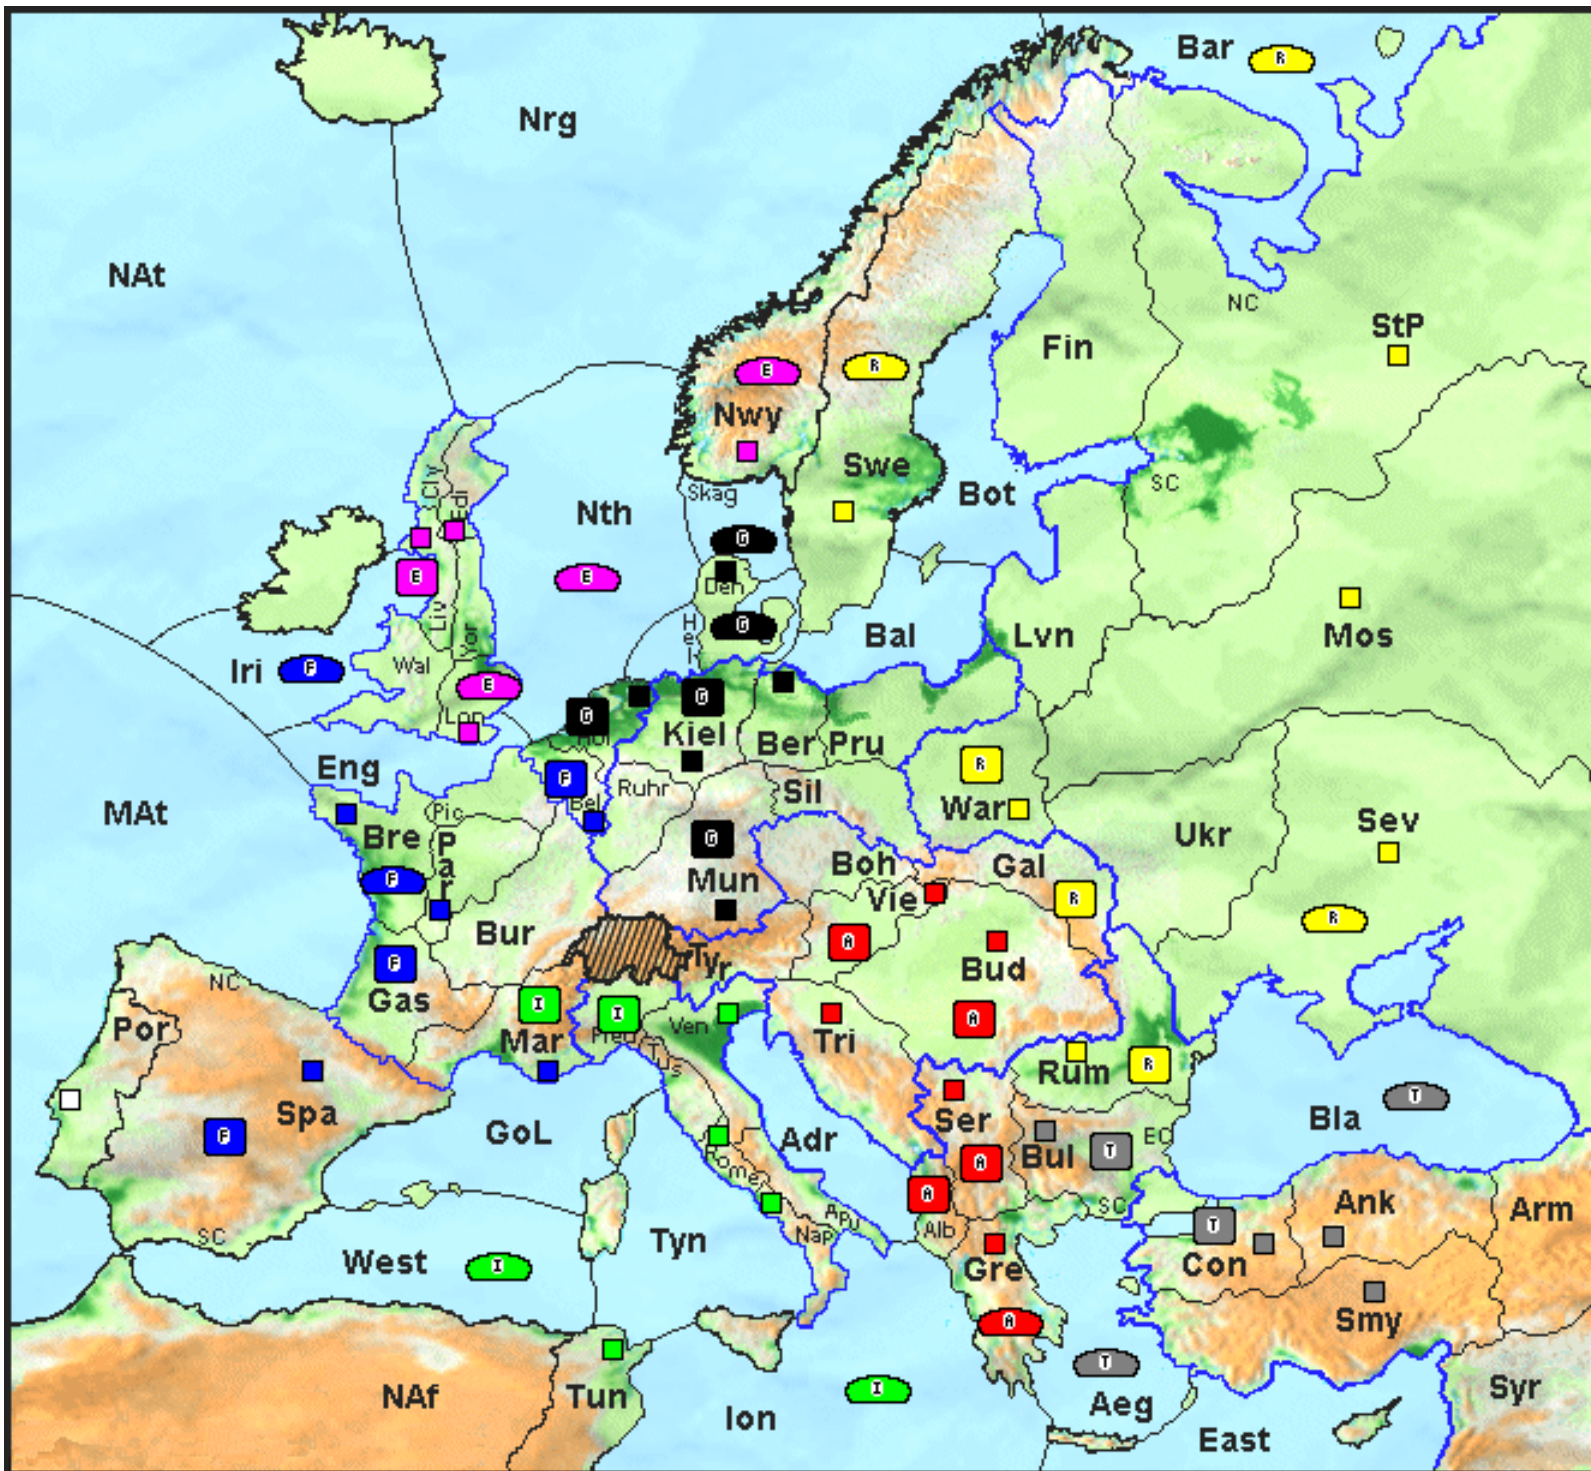 Bar
R
Nrg
NAt
NC
StP
Fin
E
R
Nwy
Swe
Skag
Bot
SC
Nth
Cly
Edi
G
E
E
Den
Liv
Yor
Hel
G
Bal
Lvn
Mos
Iri
F
Wal
E
Lon
G
G
Hol
Kiel
Ber
Pru
Eng
F
Ruhr
Sil
R
War
MAt
Bre
Pic
Par
Bel
G
Mun
Boh
Gal
Ukr
Sev
F
Vie
R
R
Bur
Tyr
A
Bud
F
Gas
NC
Por
I
Mar
I
Pied
Ven
Tus
Tri
A
Rum
R
Spa
F
GoL
Adr
Ser
A
Bul
T
EC
Bla
T
Rome
A
SC
SC
West
I
Tyn
Apu
Nap
Alb
Gre
T
Con
Ank
Arm
Smy
A
NAf
Tun
I
Ion
T
Aeg
East
Syr